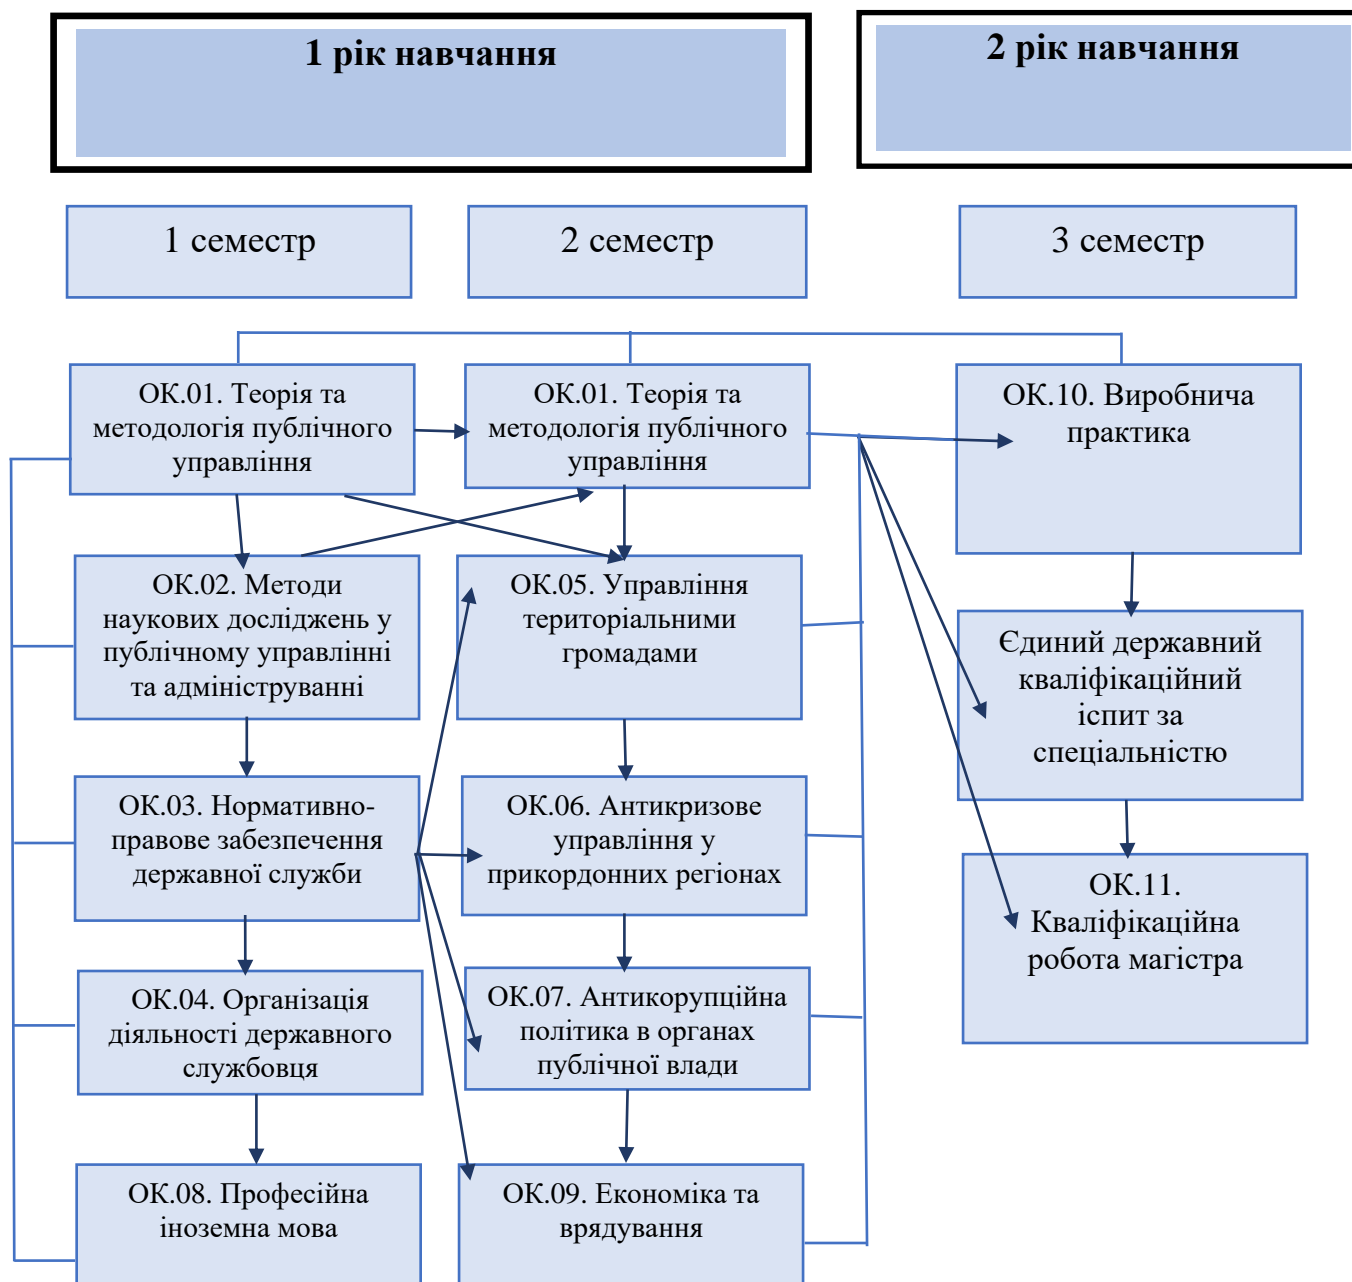 1 рік навчання
2 рік навчання
1 семестр
2 семестр
3 семестр
ОК.01. Теорія та
методологія публічного
управління
ОК.01. Теорія та
методологія публічного
управління
ОК.10. Виробнича
практика
ОК.02. Методи
наукових досліджень у
публічному управлінні
та адмініструванні
ОК.05. Управління
територіальними
громадами
Єдиний державний
кваліфікаційний
іспит за
спеціальністю
ОК.03. Нормативно-
правове забезпечення
державної служби
ОК.06. Антикризове
управління у
прикордонних регіонах
ОК.11.
Кваліфікаційна
робота магістра
ОК.04. Організація
діяльності державного
службовця
ОК.07. Антикорупційна
політика в органах
публічної влади
ОК.08. Професійна
іноземна мова
ОК.09. Економіка та
врядування